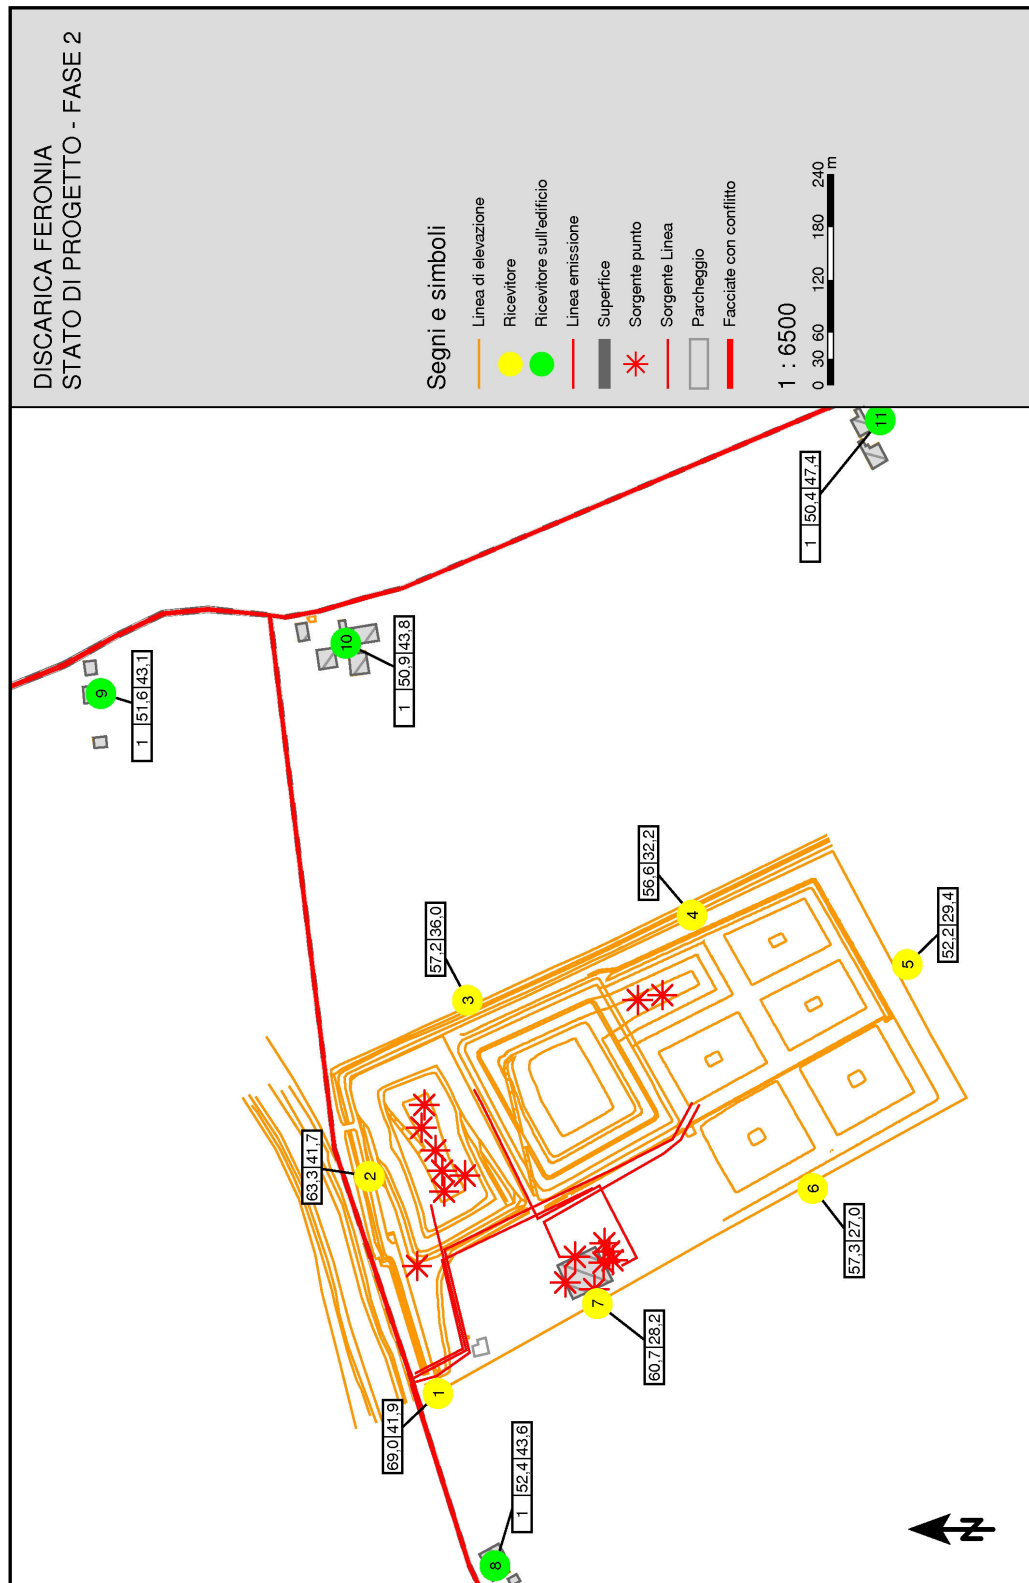 DISCARICA FERONIA
STATO DI PROGETTO - FASE 2
Segni e simboli
Linea di elevazione
Ricevitore
Ricevitore sull'edificio
Linea emissione
Superfice
Sorgente punto
Sorgente Linea
Parcheggio
Facciate con conflitto
1 : 6500
0 30 60 120 180 240
m
8
1 52,4 43,6
1
69,0 41,9
7
60,7 28,2
6
57,3 27,0
2
63,3 41,7
3
57,2 36,0
4
56,6 32,2
5
52,2 29,4
9
1 51,6 43,1
10
1 50,9 43,8
11
1 50,4 47,4
N